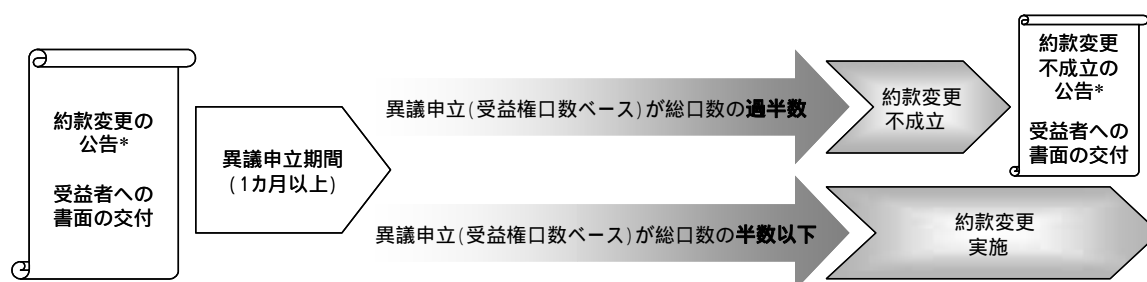 約款変更の
公告*
受益者への
書面の交付
異議申立期間
(1カ月以上)
異議申立(受益権口数ベース)が総口数の過半数
約款変更
不成立
約款変更
不成立の
公告*
受益者への
書面の交付
異議申立(受益権口数ベース)が総口数の半数以下
約款変更
実施